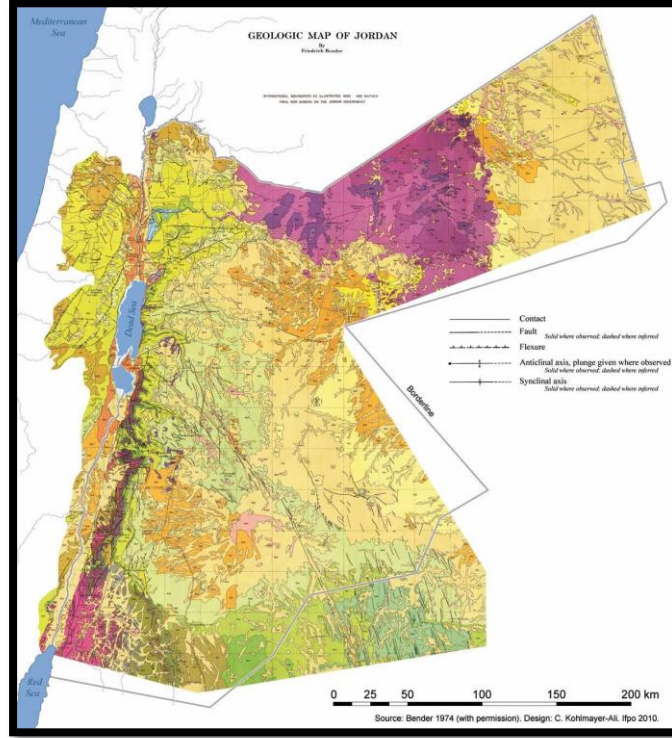 Mediterranean
Sea
GEOLOGIC MAP OF JORDAN
By
Friedrich Bender
Dead Sea
Contact
Fault
Solid where observed; dashed where inferred
Flexure
Anticlinal axis, plunge given where observed
Solid where observed; dashed where inferred
Synclinal axis
Solid where observed; dashed where inferred
Borderline
Red
Sea
0 25 50 100 150 200 km
Source: Bender 1974 (with permission). Design: C. Kohlmayer-Ali. Ifpo 2010.